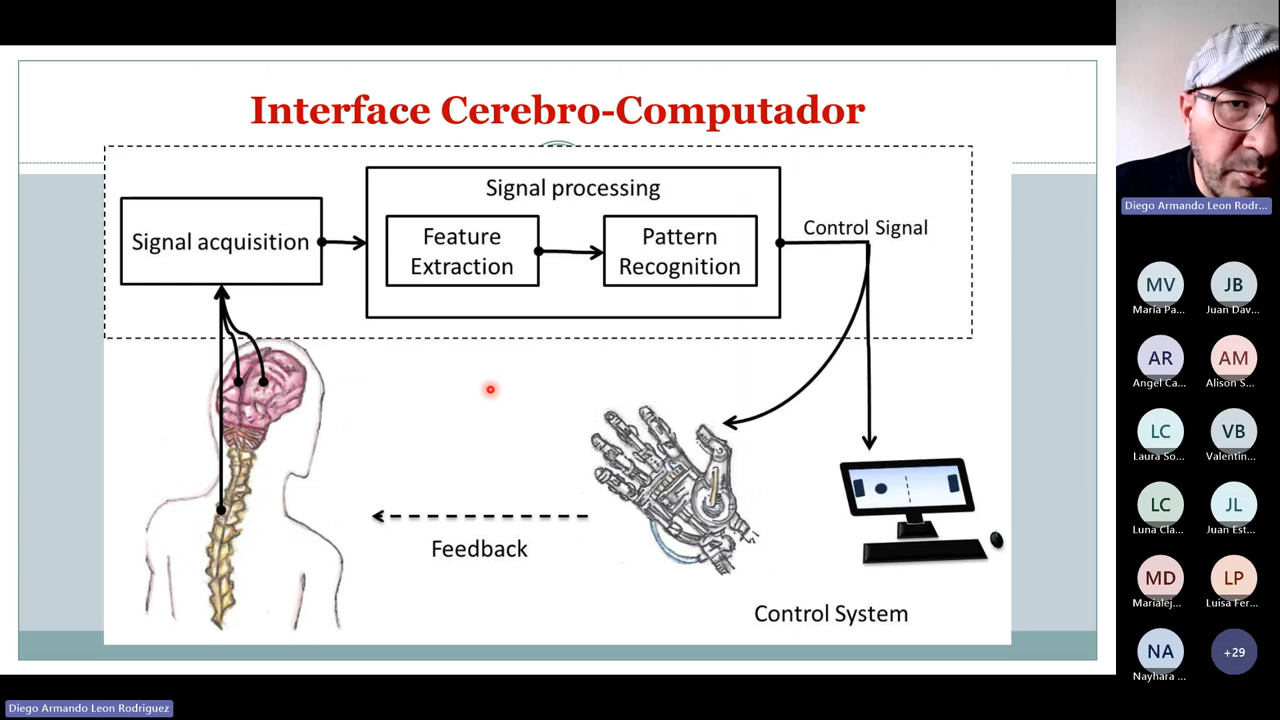 Interface Cerebro-Computador
Signal processing
Signal acquisition
Feature
Extraction
Pattern
Recognition
Control Signal
Feedback
Control System
Diego Armando Leon Rodr...
MV
Maria Pa...
JB
Juan Dav...
AR
Angel Ca...
AM
Alison S...
LC
Laura So...
VB
Valentin...
LC
Luna Cla...
JL
Juan Est...
MD
Marialej...
LP
Luisa Fer...
NA
Nayhara ...
+29
Diego Armando Leon Rodriguez